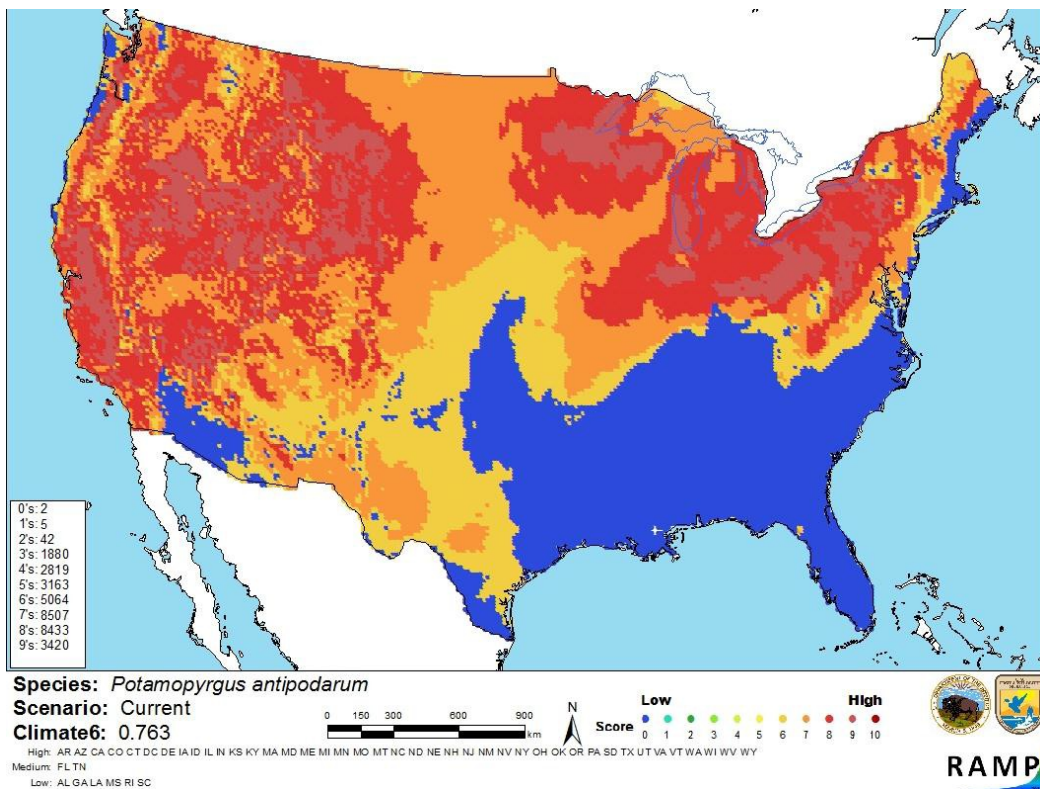 0's: 2
1's: 5
2's: 42
3's: 1880
4's: 2819
5's: 3163
6's: 5064
7's: 8507
8's: 8433
9's: 3420
Species: Potamopyrgus antipodarum
Scenario: Current
Climate6: 0.763
0 150 300 600 900
km
N
Low High
Score 0 1 2 3 4 5 6 7 8 9 10
High: AR AZ CA CO CT DC DE IA ID IL IN KS KY MA MD ME MI MN MO MT NC ND NE NH NJ NM NV NY OH OK OR PA SD TX UT VA VT WA WI WV WY
Medium: FL TN
Low: AL GA LA MS RI SC
RAMP